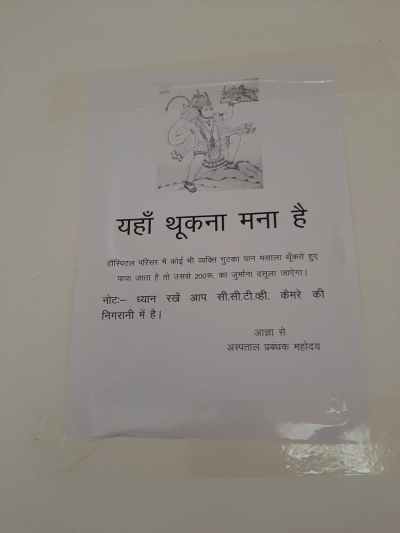 यहाँ थूकना मना है
हॉस्पिटल परिसर में कोई भी व्यक्ति गुटका पान मसाला थूँकते हुए
पाया जाता है तो उससे 200रू. का जुर्माना वसूला जाऐगा।
नोटः– ध्यान रखें आप सी.सी.टी.व्ही. कैमरे की
निगरानी में है।
आज्ञा से
अस्पताल प्रबंधक महोदय